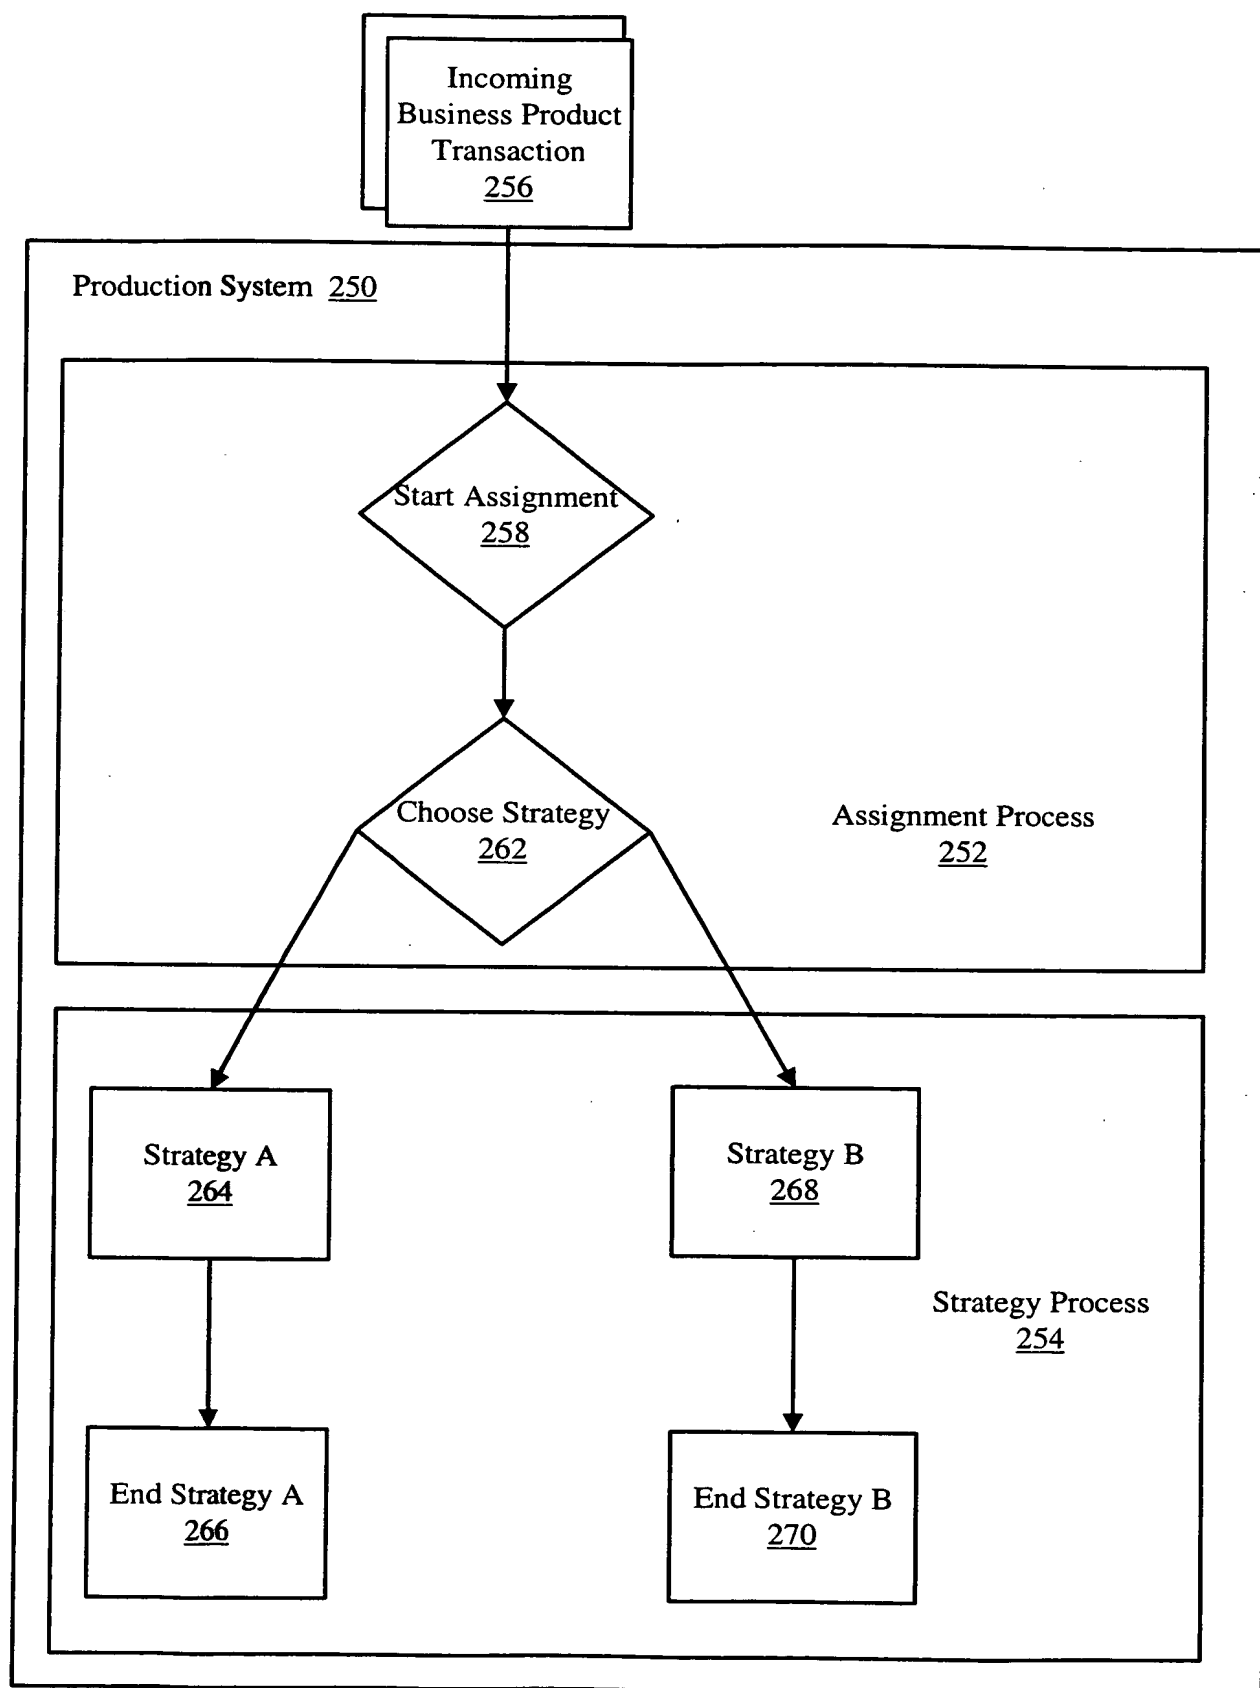 Incoming
Business Product
Transaction
256
Production System 250
Start Assignment
258
Choose Strategy
262
Assignment Process
252
Strategy A
264
Strategy B
268
Strategy Process
254
End Strategy A
266
End Strategy B
270